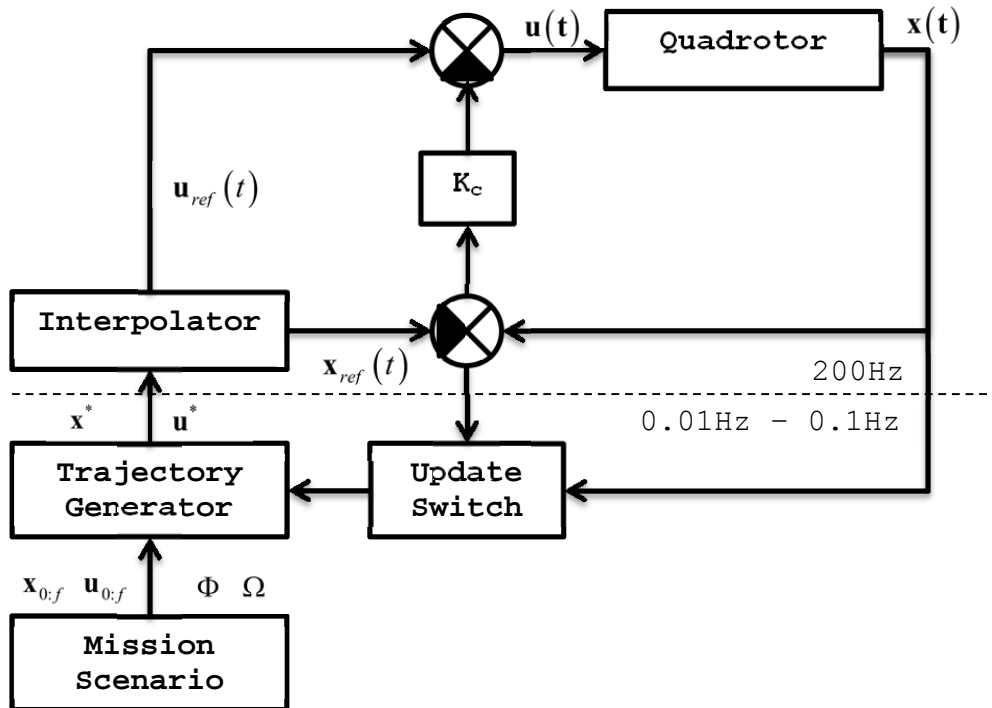 u(t)
Quadrotor
x(t)
u_ref (t)
K_c
Interpolator
x_ref (t)
200Hz
x* u*
0.01Hz – 0.1Hz
Trajectory
Generator
Update
Switch
x_0:f u_0:f Φ Ω
Mission
Scenario